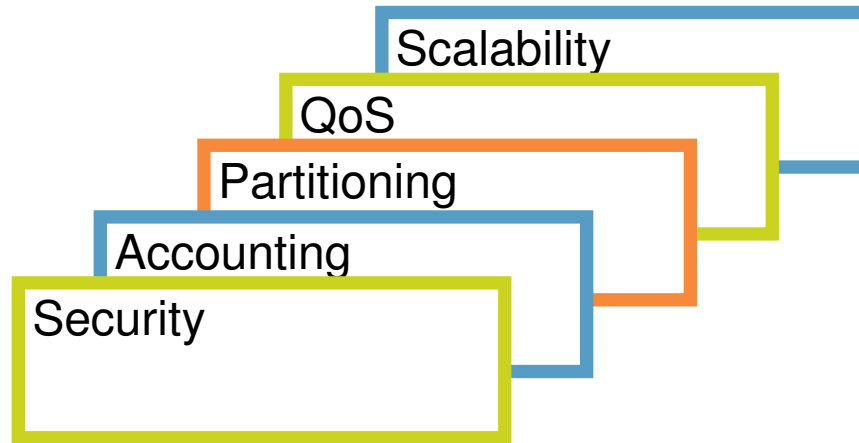 Scalability
QoS
Partitioning
Accounting
Security